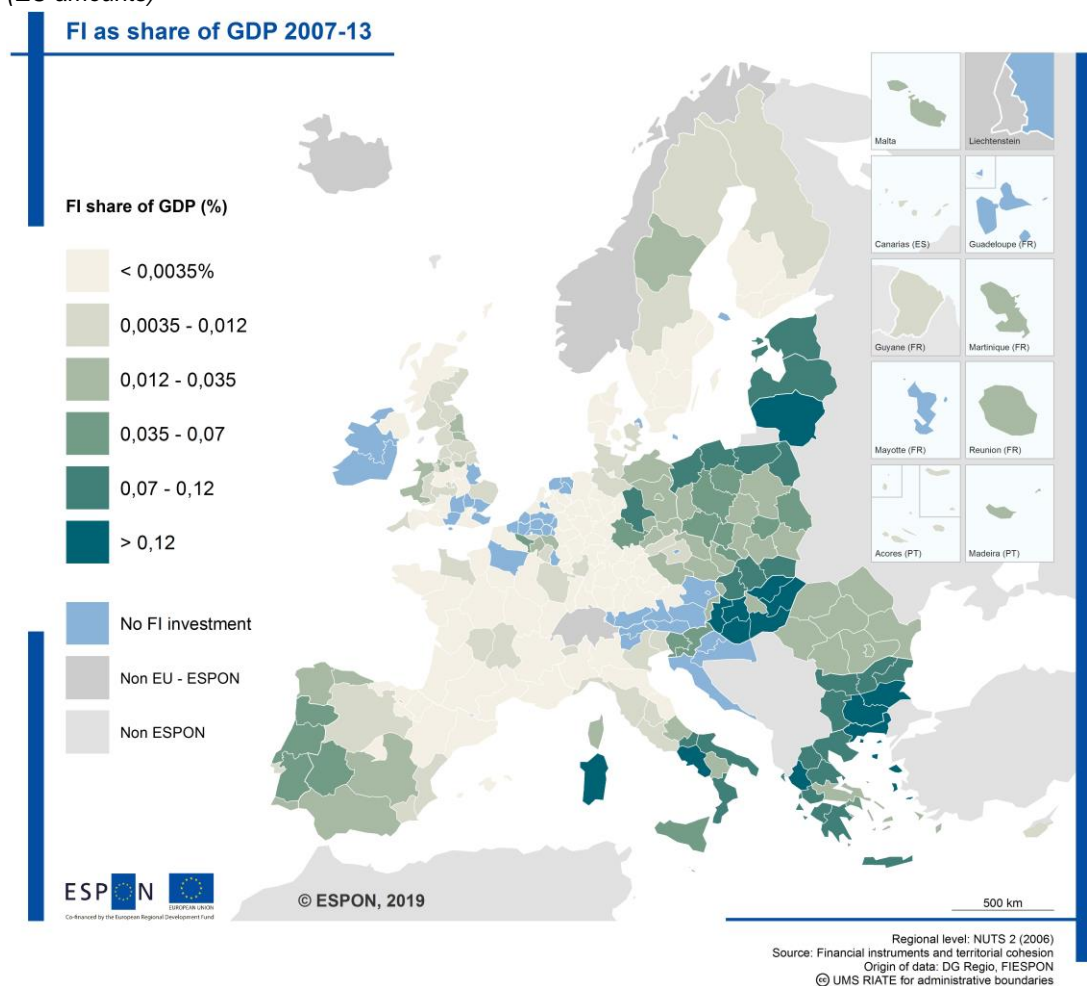 (EU amounts)
FI as share of GDP 2007-13
FI share of GDP (%)
< 0,0035%
0,0035 - 0,012
0,012 - 0,035
0,035 - 0,07
0,07 - 0,12
> 0,12
No FI investment
Non EU - ESPON
Non ESPON
Malta
Liechtenstein
Canarias (ES)
Guadeloupe (FR)
Guyane (FR)
Martinique (FR)
Mayotte (FR)
Reunion (FR)
Acores (PT)
Madeira (PT)
ESPON
EUROPEAN UNION
Co-financed by the European Regional Development Fund
© ESPON, 2019
500 km
Regional level: NUTS 2 (2006)
Source: Financial instruments and territorial cohesion
Origin of data: DG Regio, FIESPON
cc UMS RIATE for administrative boundaries